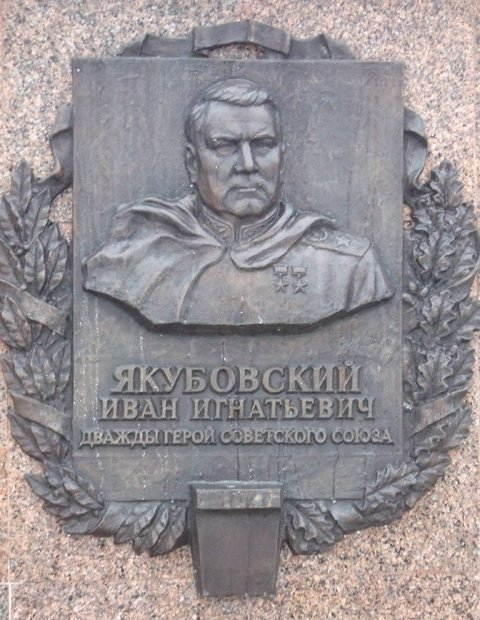 ЯКУБОВСКИЙ
ИВАН ИГНАТЬЕВИЧ
ДВАЖДЫ ГЕРОЙ СОВЕТСКОГО СОЮЗА